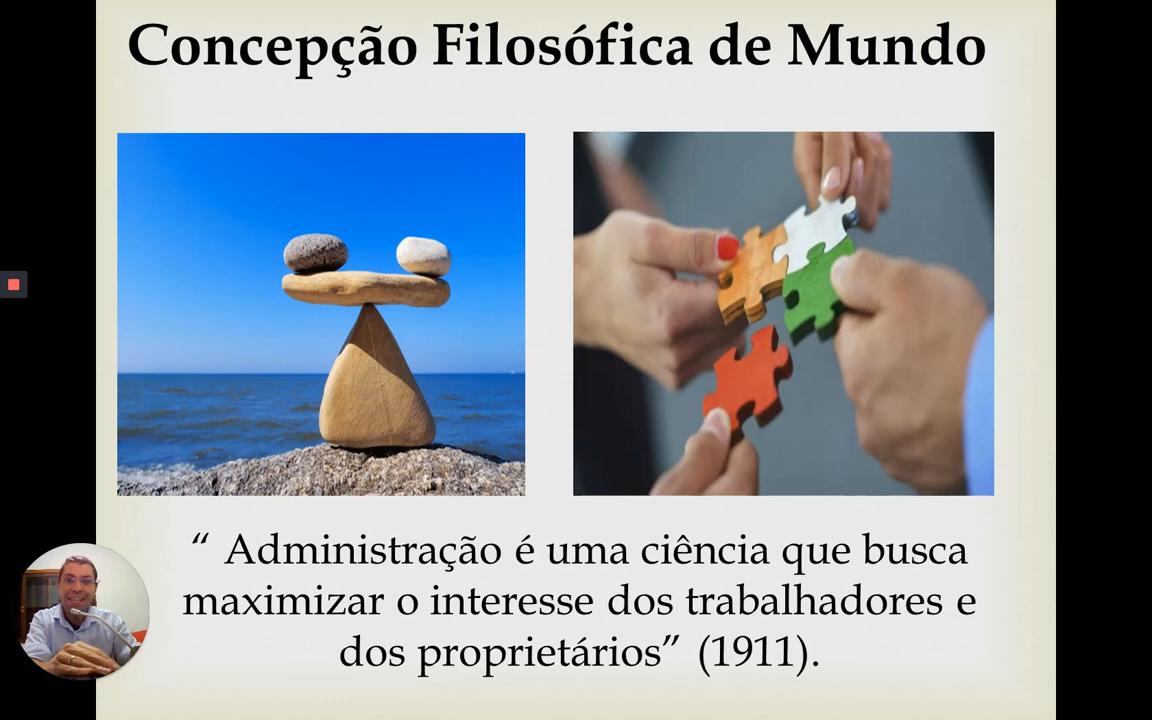 Concepção Filosófica de Mundo
“ Administração é uma ciência que busca
maximizar o interesse dos trabalhadores e
dos proprietários” (1911).